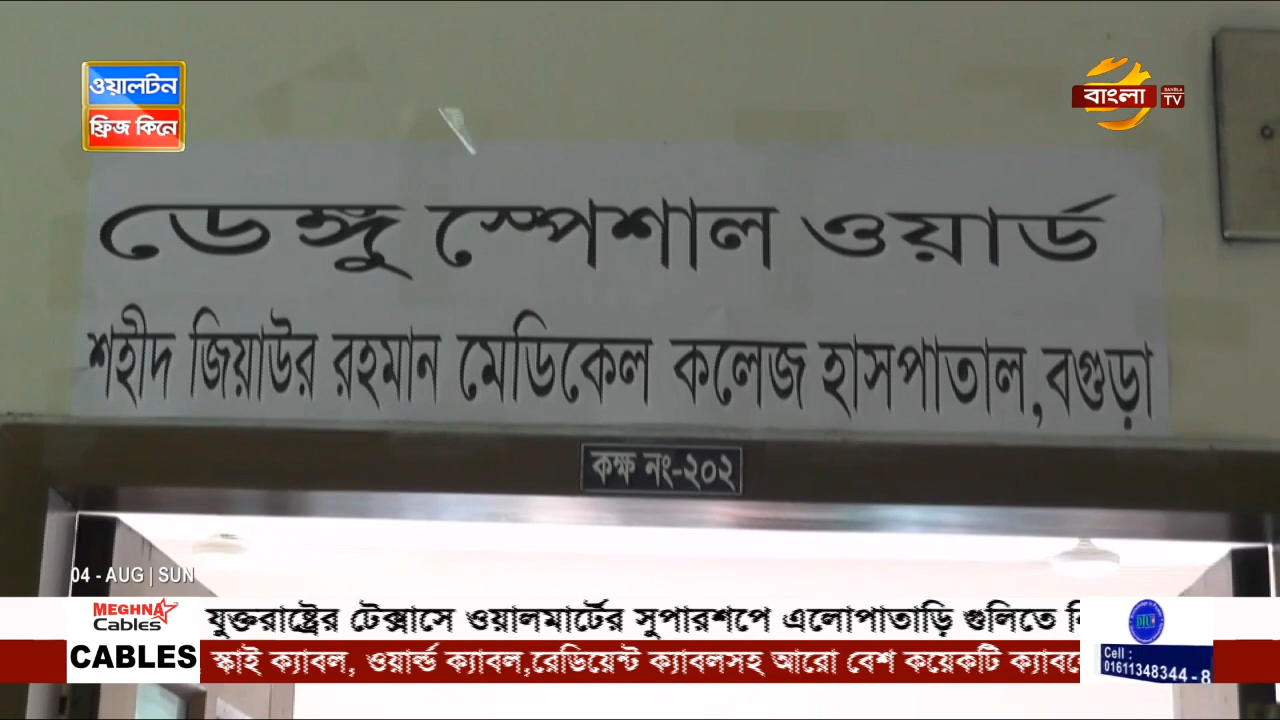 ওয়ালটন
ফ্রিজ কিনে
বাংলা
BANGLA
TV
ডেঙ্গু স্পেশাল ওয়ার্ড
শহীদ জিয়াউর রহমান মেডিকেল কলেজ হাসপাতাল, বগুড়া
কক্ষ নং-২০২
04 - AUG | SUN
MEGHNA
Cables
যুক্তরাষ্ট্রের টেক্সাসে ওয়ালমার্টের সুপারশপে এলোপাতাড়ি গুলিতে
CABLES
স্কাই ক্যাবল, ওয়ার্ল্ড ক্যাবল,রেডিয়েন্ট ক্যাবলসহ আরো বেশ কয়েকটি
Cell :
01611348344 - 8